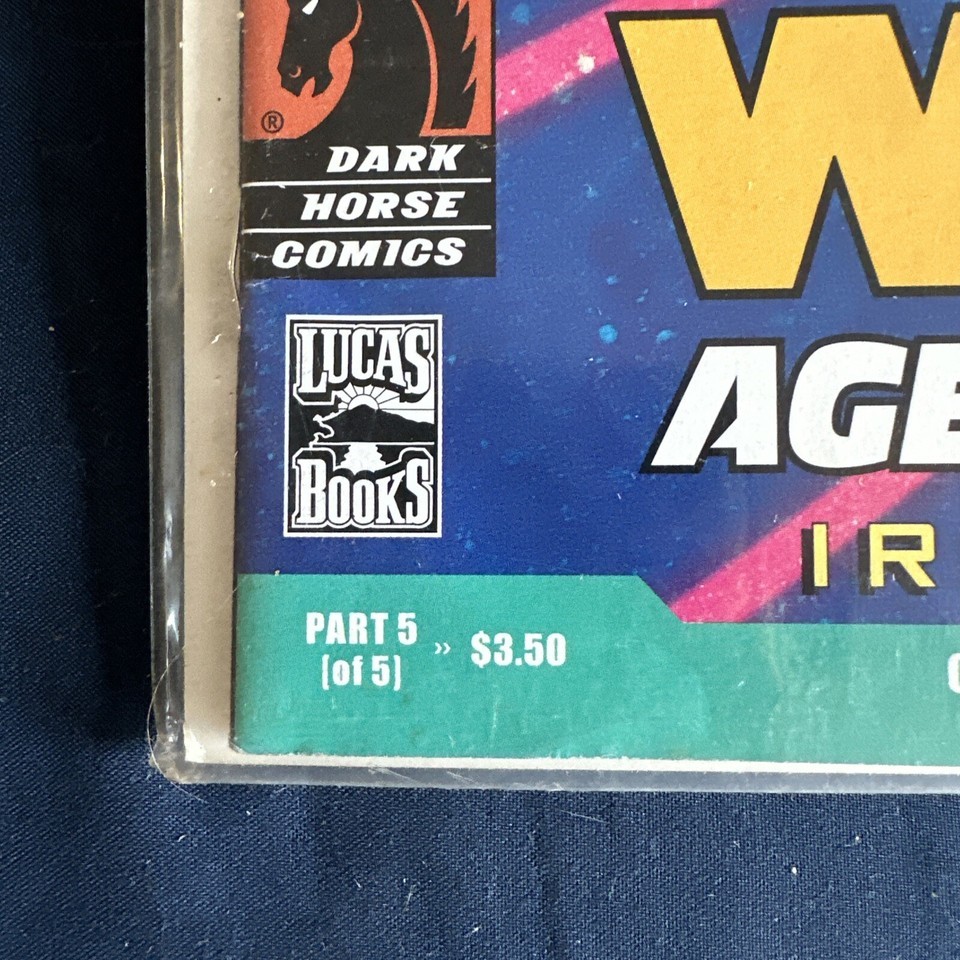 ®
DARK
HORSE
COMICS
LUCAS
BOOKS
W
AGE
IR
PART 5
(of 5)
»
$3.50